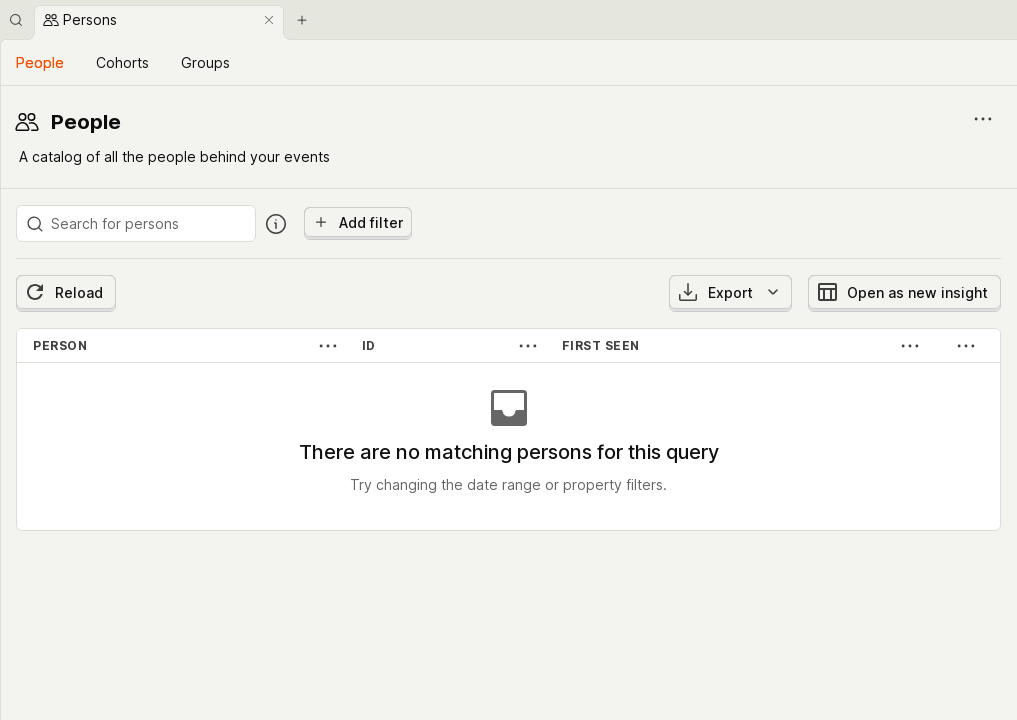 Persons
People
Cohorts
Groups
People
A catalog of all the people behind your events
Search for persons
Add filter
Reload
Export
Open as new insight
PERSON
ID
FIRST SEEN
There are no matching persons for this query
Try changing the date range or property filters.